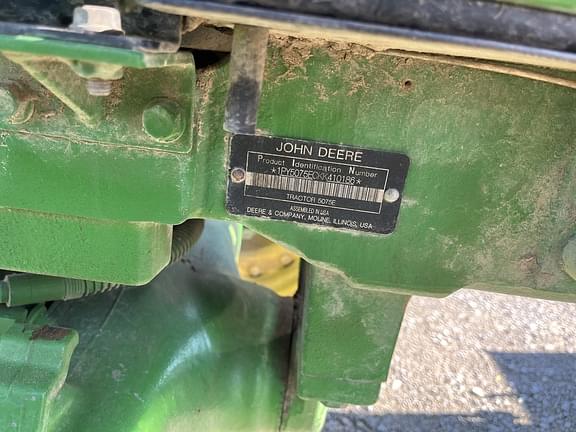 JOHN DEERE
Product Identification Number
*1PY5075ECKK410186*
TRACTOR 5075E
ASSEMBLED IN USA
DEERE & COMPANY, MOLINE, ILLINOIS, USA